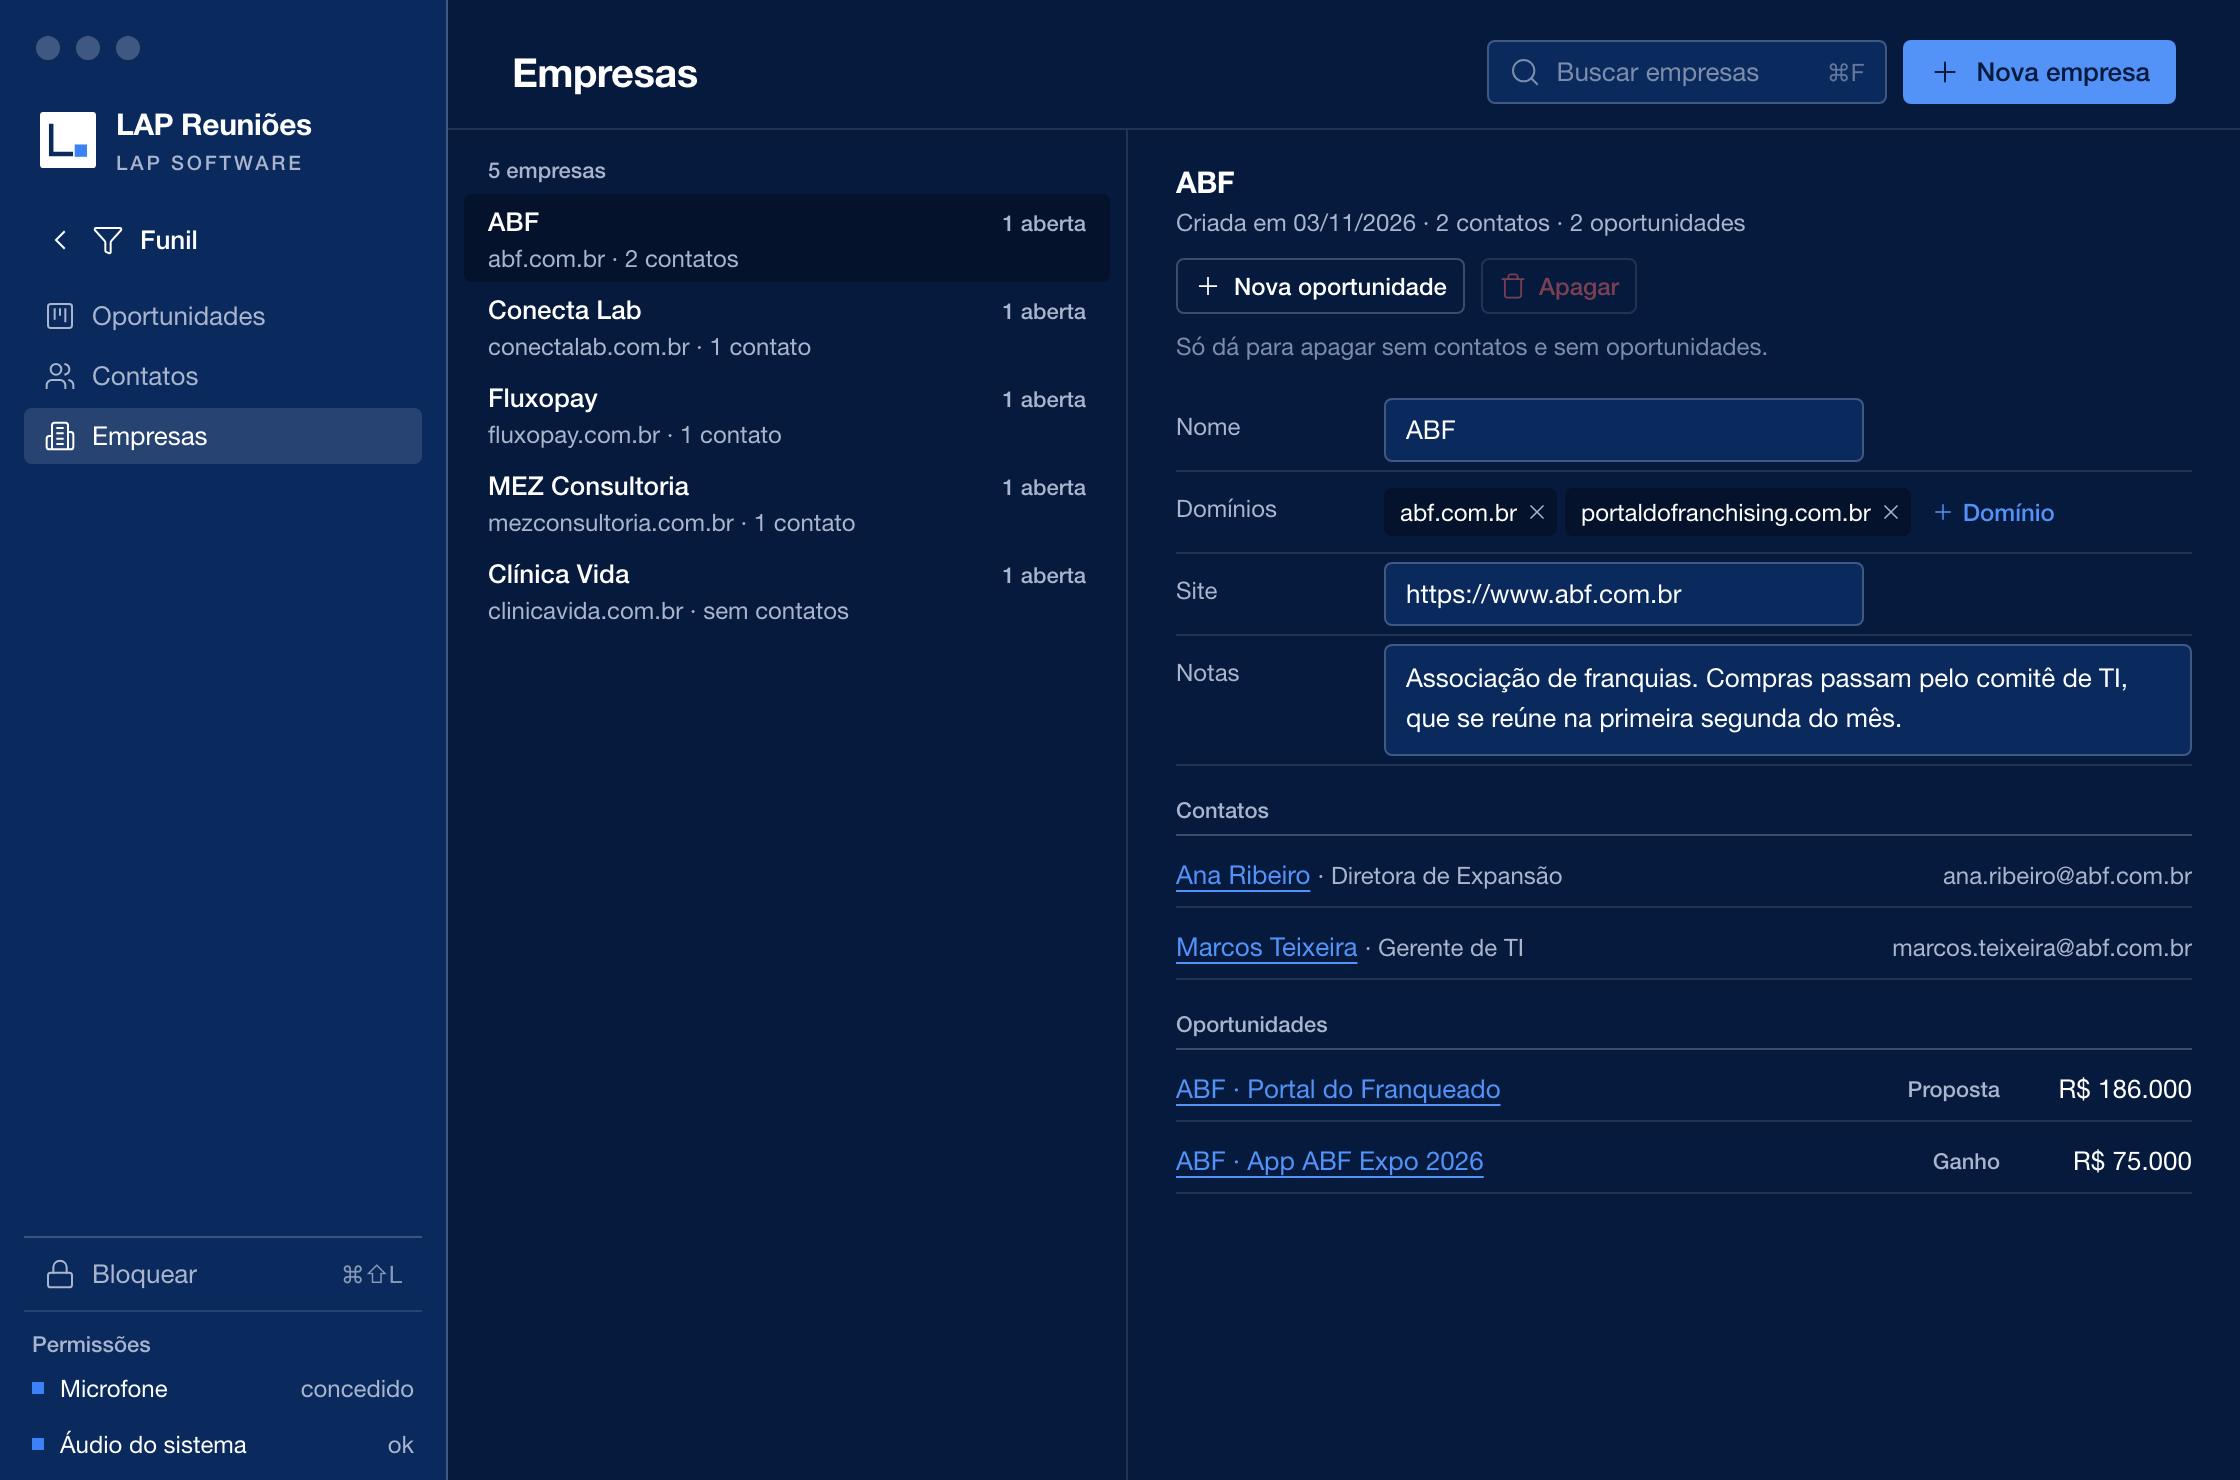 LAP Reuniões
LAP SOFTWARE
Funil
Oportunidades
Contatos
Empresas
Bloquear ⌘⇧L
Permissões
Microfone concedido
Áudio do sistema ok
Empresas
Buscar empresas ⌘F
Nova empresa
5 empresas
ABF 1 aberta
abf.com.br · 2 contatos
Conecta Lab 1 aberta
conectalab.com.br · 1 contato
Fluxopay 1 aberta
fluxopay.com.br · 1 contato
MEZ Consultoria 1 aberta
mezconsultoria.com.br · 1 contato
Clínica Vida 1 aberta
clinicavida.com.br · sem contatos
ABF
Criada em 03/11/2026 · 2 contatos · 2 oportunidades
+ Nova oportunidade Apagar
Só dá para apagar sem contatos e sem oportunidades.
Nome ABF
Domínios abf.com.br × portaldofranchising.com.br × + Domínio
Site https://www.abf.com.br
Notas Associação de franquias. Compras passam pelo comitê de TI,
que se reúne na primeira segunda do mês.
Contatos
Ana Ribeiro · Diretora de Expansão ana.ribeiro@abf.com.br
Marcos Teixeira · Gerente de TI marcos.teixeira@abf.com.br
Oportunidades
ABF · Portal do Franqueado Proposta R$ 186.000
ABF · App ABF Expo 2026 Ganho R$ 75.000